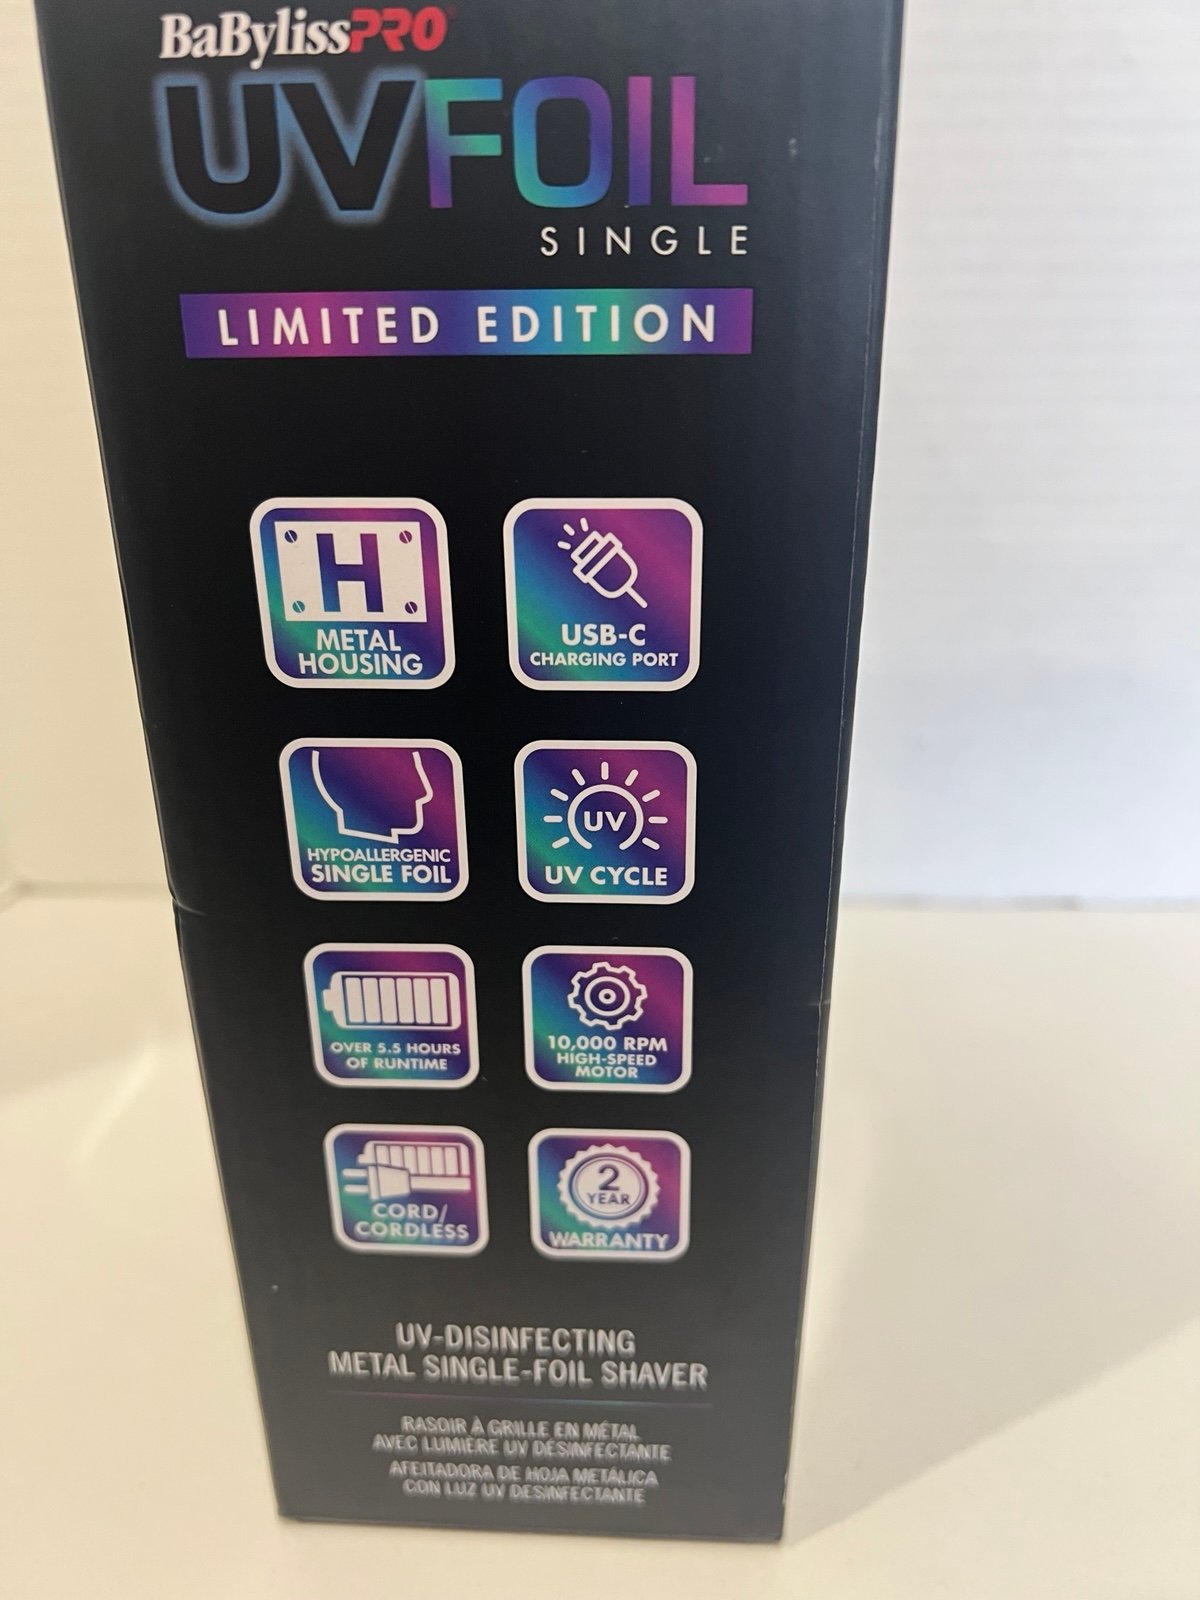 BaBylissPRO
UVFOIL
SINGLE
LIMITED EDITION
H
METAL
HOUSING
USB-C
CHARGING PORT
HYPOALLERGENIC
SINGLE FOIL
UV
UV CYCLE
OVER 5.5 HOURS
OF RUNTIME
10,000 RPM
HIGH-SPEED
MOTOR
CORD/
CORDLESS
2
YEAR
WARRANTY
UV-DISINFECTING
METAL SINGLE-FOIL SHAVER
RASOIR À GRILLE EN MÉTAL
AVEC LUMIÈRE UV DÉSINFECTANTE
AFEITADORA DE HOJA METÁLICA
CON LUZ UV DESINFECTANTE